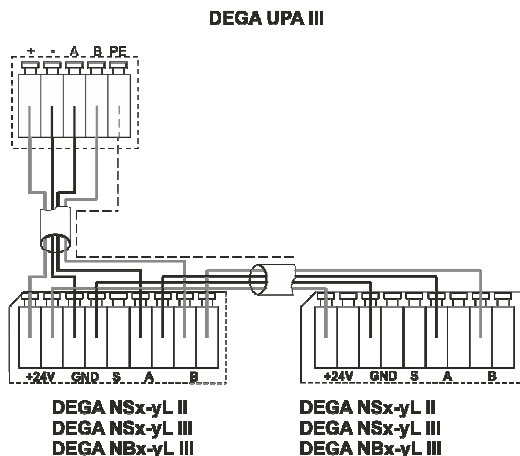 DEGA UPA III
+ - A B PE
+24V GND S A B
+24V GND S A B
DEGA NSx-yL II
DEGA NSx-yL III
DEGA NBx-yL III
DEGA NSx-yL II
DEGA NSx-yL III
DEGA NBx-yL III